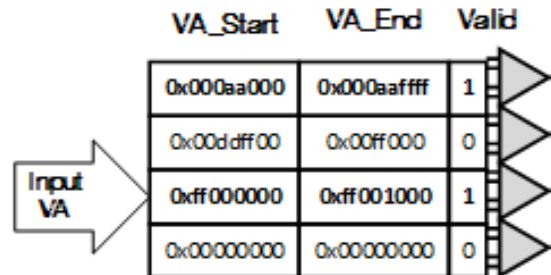 VA_Start VA_End Valid
0x000aa000 0x000aaffff 1
0x00ddff00 0x00ff000 0
Input VA
0xff000000 0xff001000 1
0x00000000 0x00000000 0